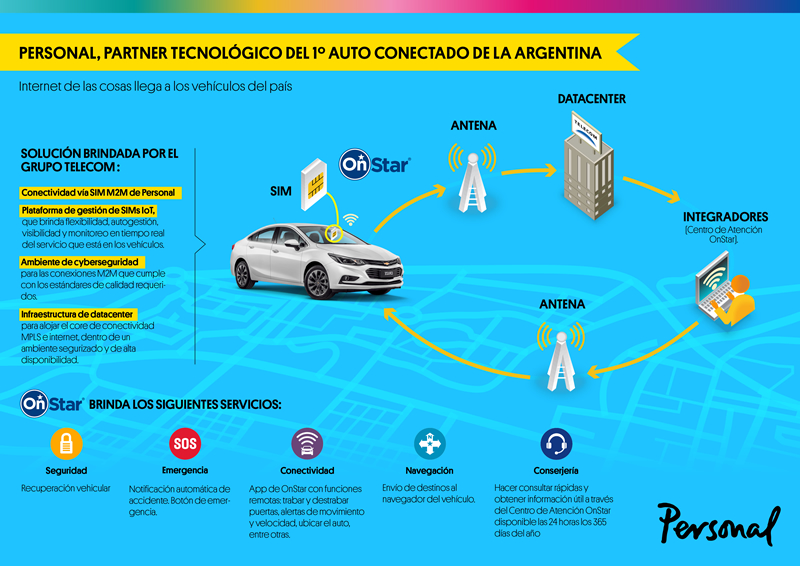 PERSONAL, PARTNER TECNOLÓGICO DEL 1º AUTO CONECTADO DE LA ARGENTINA
Internet de las cosas llega a los vehículos del país
SOLUCIÓN BRINDADA POR EL
GRUPO TELECOM:
Conectividad vía SIM M2M de Personal
Plataforma de gestión de SIMs IoT,
que brinda flexibilidad, autogestión,
visibilidad y monitoreo en tiempo real
del servicio que está en los vehículos.
Ambiente de cyberseguridad
para las conexiones M2M que cumple
con los estándares de calidad requeri-
dos.
Infraestructura de datacenter
para alojar el core de conectividad
MPLS e internet, dentro de un
ambiente segurizado y de alta
disponibilidad.
SIM
OnStar
ANTENA
DATACENTER
TELECOM
INTEGRADORES
(Centro de Atención
OnStar).
ANTENA
OnStar BRINDA LOS SIGUIENTES SERVICIOS:
Seguridad
Recuperación vehicular
SOS
Emergencia
Notificación automática de
accidente. Botón de emer-
gencia.
Conectividad
App de OnStar con funciones
remotas: trabar y destrabar
puertas, alertas de movimiento
y velocidad, ubicar el auto,
entre otras.
Navegación
Envío de destinos al
navegador del vehículo.
Conserjería
Hacer consultar rápidas y
obtener información útil a través
del Centro de Atención OnStar
disponible las 24 horas los 365
días del año
Personal